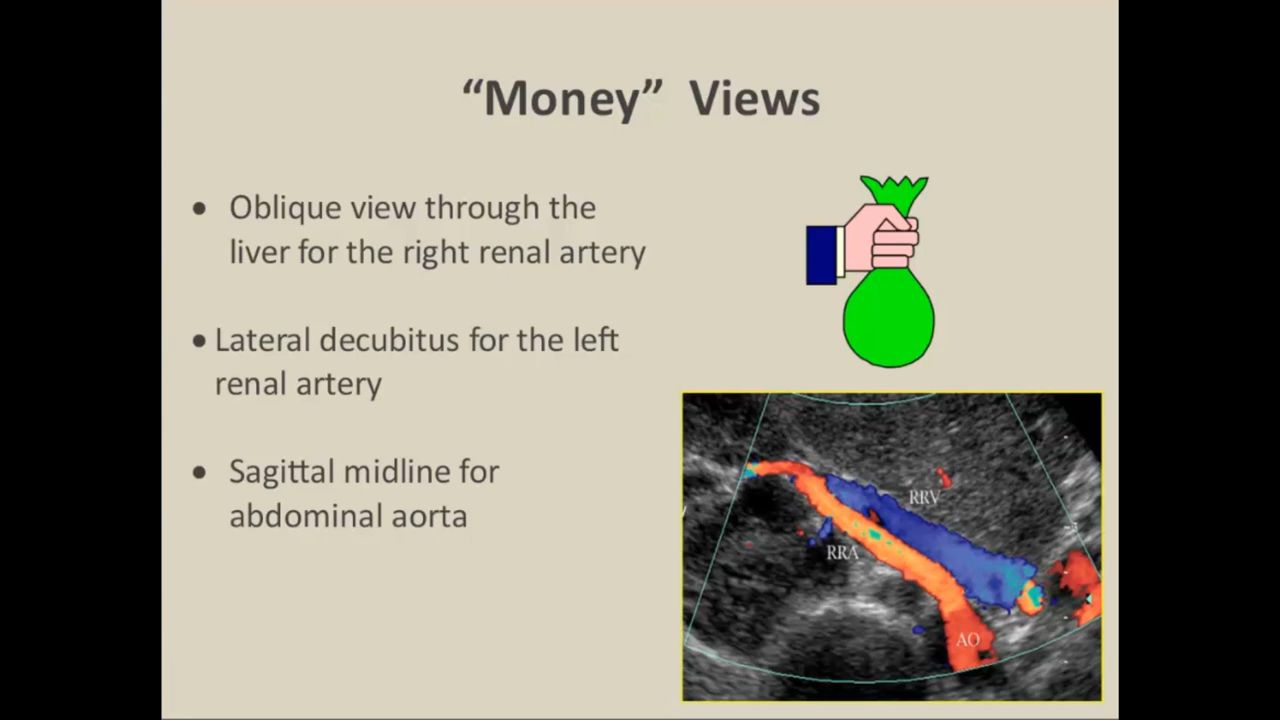 “Money” Views
• Oblique view through the
liver for the right renal artery
• Lateral decubitus for the left
renal artery
• Sagittal midline for
abdominal aorta
RRV
RRA
AO